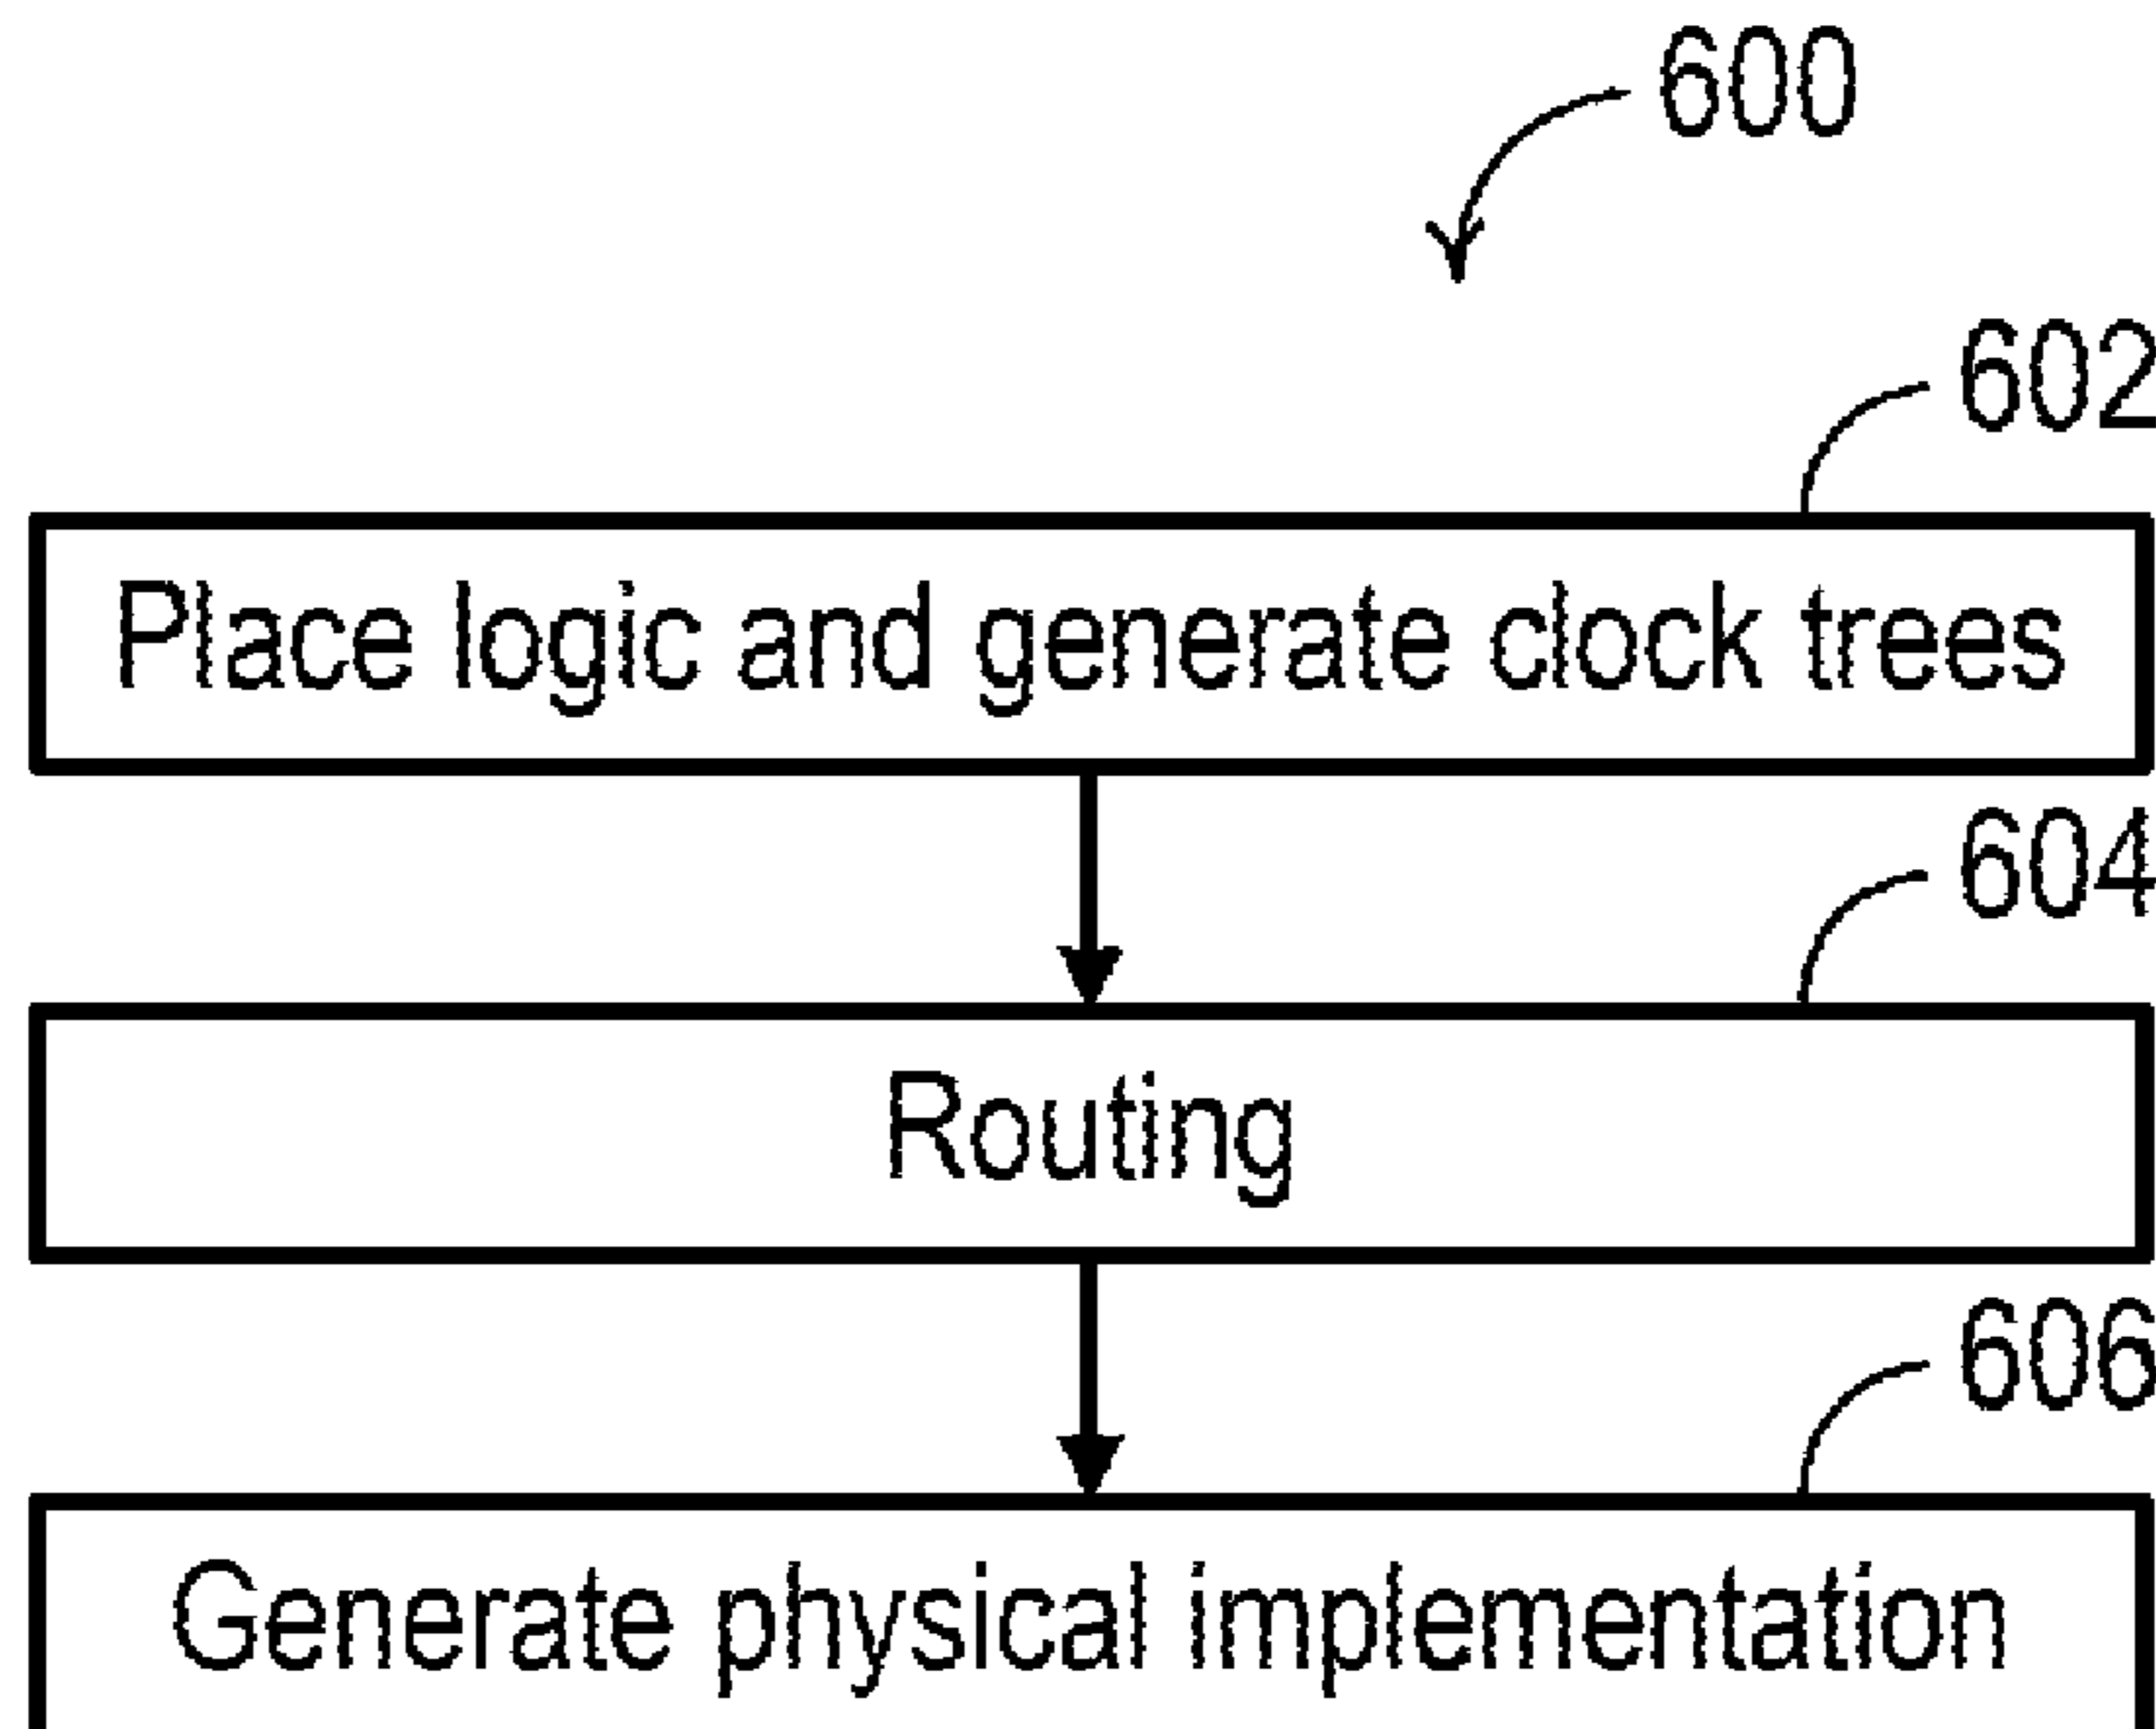 600
602
Place logic and generate clock trees
604
Routing
606
Generate physical implementation